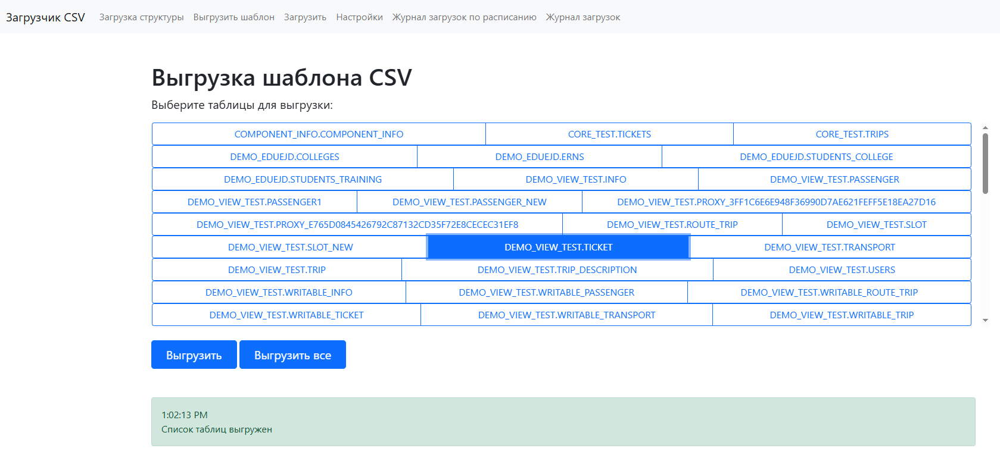 Загрузчик CSV Загрузка структуры Выгрузить шаблон Загрузить Настройки Журнал загрузок по расписанию Журнал загрузок
Выгрузка шаблона CSV
Выберите таблицы для выгрузки:
COMPONENT_INFO.COMPONENT_INFO CORE_TEST.TICKETS CORE_TEST.TRIPS
DEMO_EDUEJD.COLLEGES DEMO_EDUEJD.ERNS DEMO_EDUEJD.STUDENTS_COLLEGE
DEMO_EDUEJD.STUDENTS_TRAINING DEMO_VIEW_TEST.INFO DEMO_VIEW_TEST.PASSENGER
DEMO_VIEW_TEST.PASSENGER1 DEMO_VIEW_TEST.PASSENGER_NEW DEMO_VIEW_TEST.PROXY_3FF1C6E6E948F36990D7AE621FEFF5E18EA27D16
DEMO_VIEW_TEST.PROXY_E765D0845426792C87132CD35F72E8CECEC31EF8 DEMO_VIEW_TEST.ROUTE_TRIP DEMO_VIEW_TEST.SLOT
DEMO_VIEW_TEST.SLOT_NEW DEMO_VIEW_TEST.TICKET DEMO_VIEW_TEST.TRANSPORT
DEMO_VIEW_TEST.TRIP DEMO_VIEW_TEST.TRIP_DESCRIPTION DEMO_VIEW_TEST.USERS
DEMO_VIEW_TEST.WRITABLE_INFO DEMO_VIEW_TEST.WRITABLE_PASSENGER DEMO_VIEW_TEST.WRITABLE_ROUTE_TRIP
DEMO_VIEW_TEST.WRITABLE_TICKET DEMO_VIEW_TEST.WRITABLE_TRANSPORT DEMO_VIEW_TEST.WRITABLE_TRIP
Выгрузить Выгрузить все
1:02:13 PM
Список таблиц выгружен